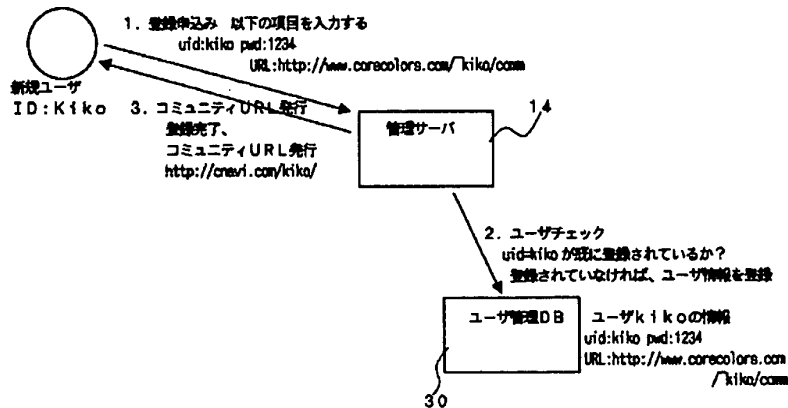 1. 登録申込み 以下の項目を入力する
uid:kiko pwd:1234
URL:http://www.corecolors.com/~kiko/comm
新規ユーザ
ID:Kiko
3. コミュニティURL発行
登録完了、
コミュニティURL発行
http://cnavi.com/kiko/
管理サーバ
14
2. ユーザチェック
uid=kikoが既に登録されているか?
登録されていなければ、ユーザ情報を登録
ユーザ管理DB
30
ユーザkikoの情報
uid:kiko pwd:1234
URL:http://www.corecolors.com
/~kiko/comm